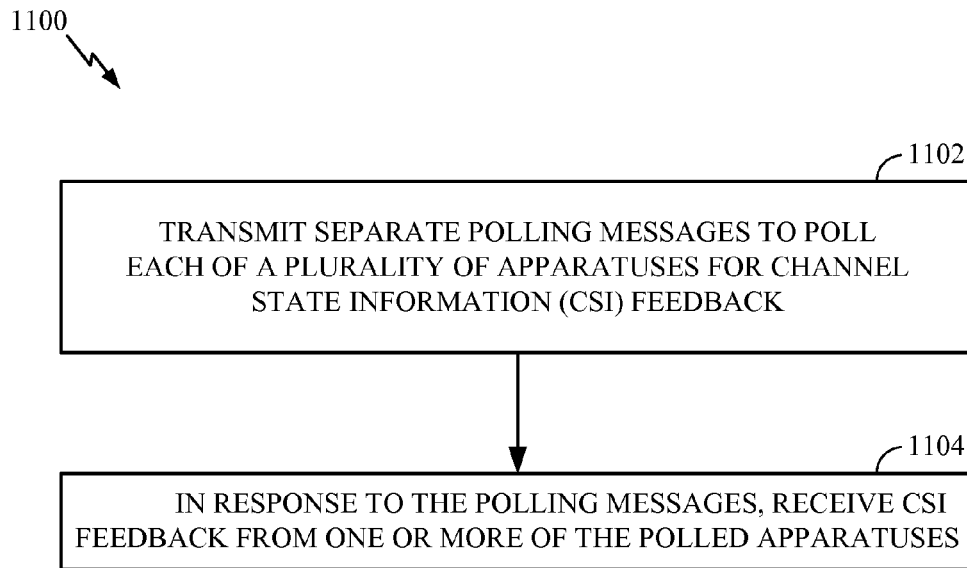 1100
1102
TRANSMIT SEPARATE POLLING MESSAGES TO POLL
EACH OF A PLURALITY OF APPARATUSES FOR CHANNEL
STATE INFORMATION (CSI) FEEDBACK
1104
IN RESPONSE TO THE POLLING MESSAGES, RECEIVE CSI
FEEDBACK FROM ONE OR MORE OF THE POLLED APPARATUSES